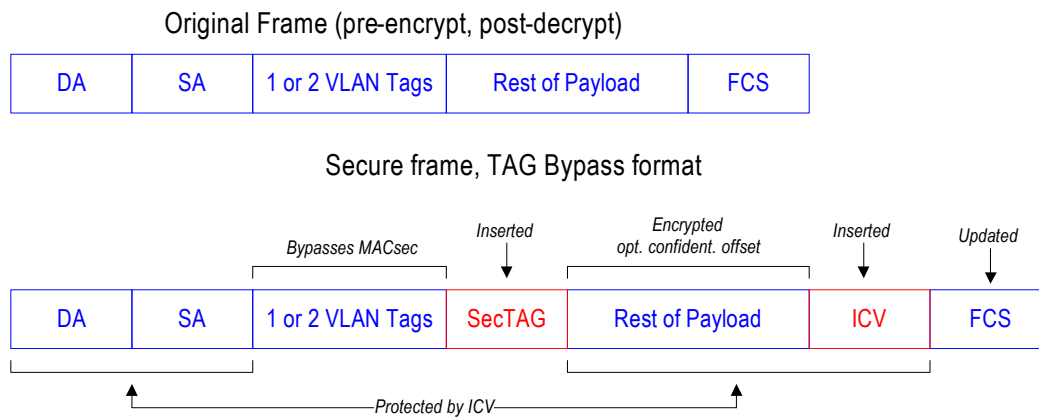 Original Frame (pre-encrypt, post-decrypt)
DA SA 1 or 2 VLAN Tags Rest of Payload FCS
Secure frame, TAG Bypass format
Bypasses MACsec
Inserted
Encrypted
opt. confident. offset
Inserted
Updated
DA SA 1 or 2 VLAN Tags SecTAG Rest of Payload ICV FCS
Protected by ICV